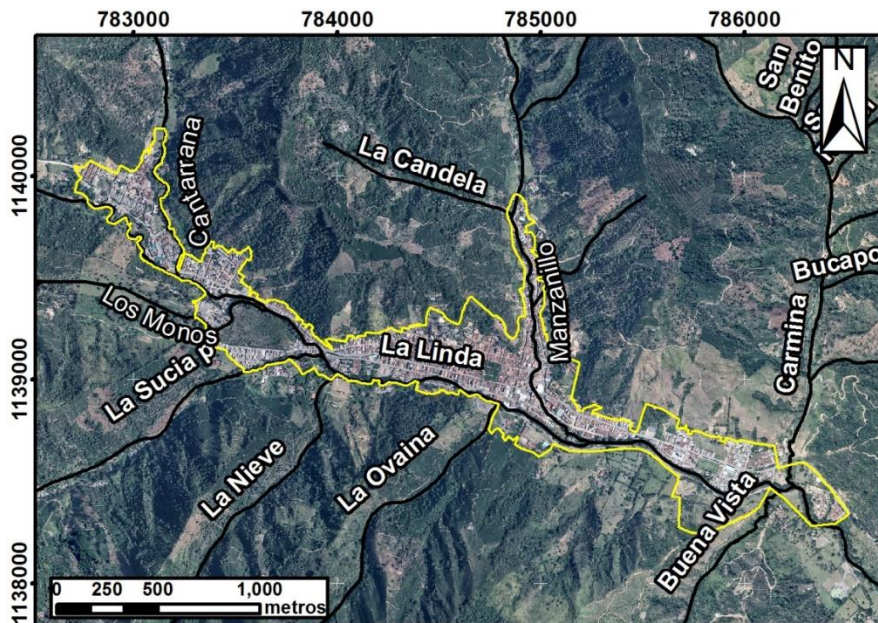 783000 784000 785000 786000
N
San
Benito
1140000
Cantarrana
La Candela
Bucapo
Manzanillo
Carmina
Los Monos
La Linda
1139000
La Sucia p
La Nieve
La Ovaina
Buena Vista
1138000
0 250 500 1,000
metros